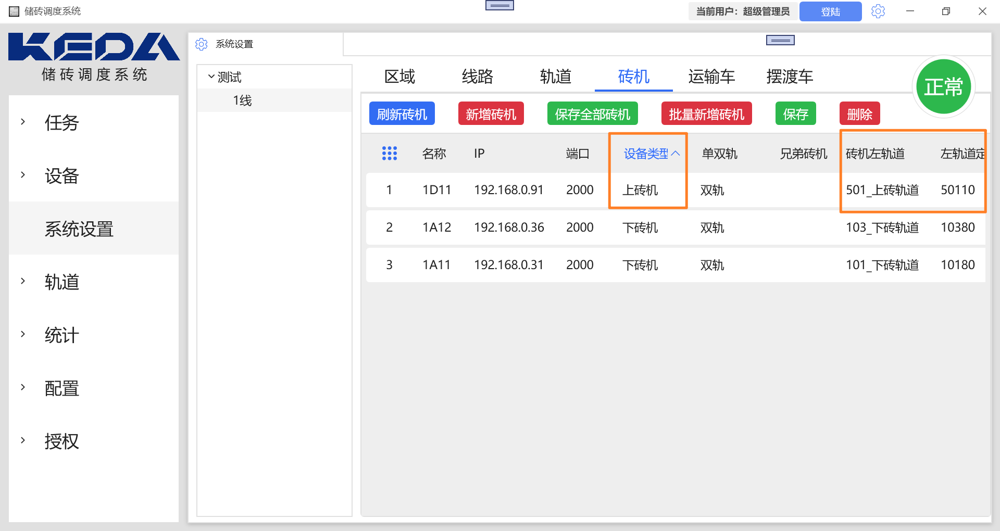 储砖调度系统
当前用户：超级管理员
登陆
KEDA
储砖调度系统
任务
设备
系统设置
轨道
统计
配置
授权
系统设置
测试
1线
区域 线路 轨道 砖机 运输车 摆渡车
正常
刷新砖机 新增砖机 保存全部砖机 批量新增砖机 保存 删除
名称 IP 端口 设备类型 单双轨 兄弟砖机 砖机左轨道 左轨道定
1 1D11 192.168.0.91 2000 上砖机 双轨 501_上砖轨道 50110
2 1A12 192.168.0.36 2000 下砖机 双轨 103_下砖轨道 10380
3 1A11 192.168.0.31 2000 下砖机 双轨 101_下砖轨道 10180